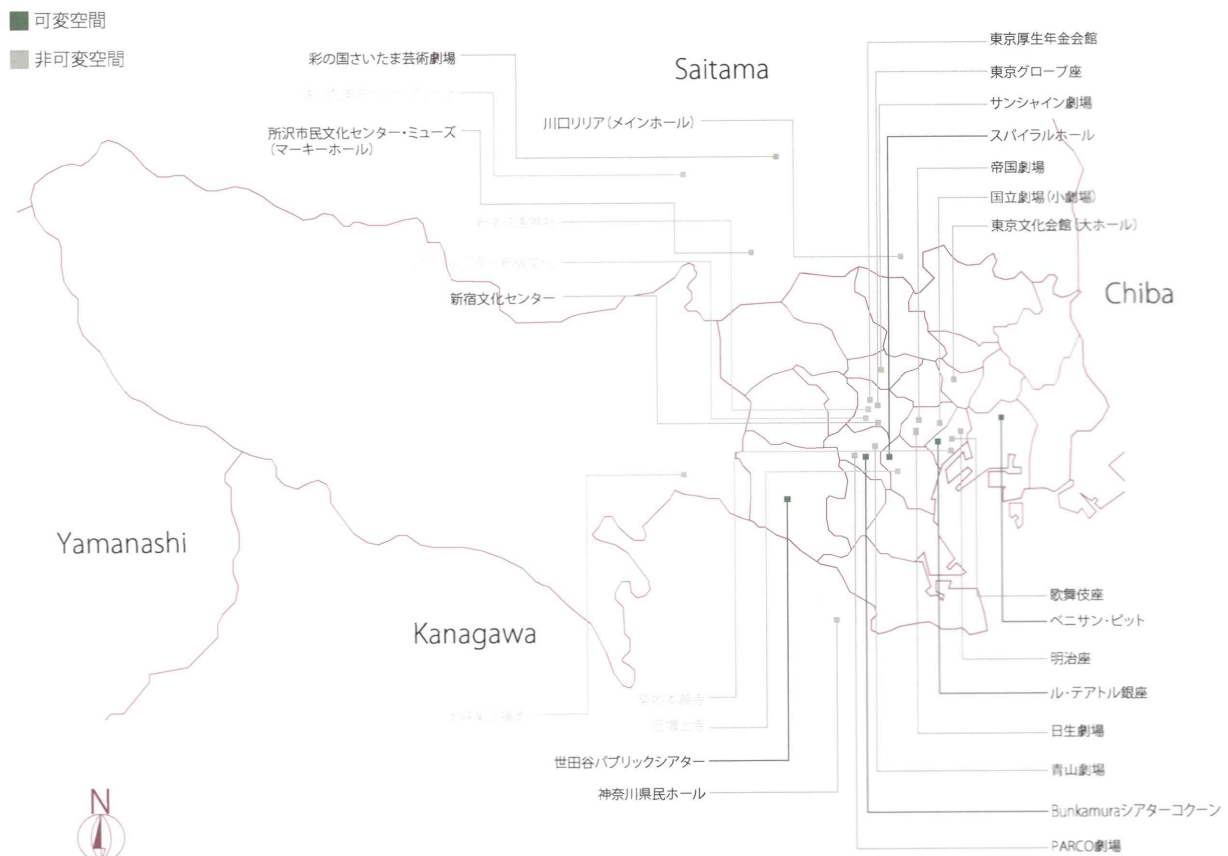 可変空間
非可変空間
彩の国さいたま芸術劇場
所沢市民文化センター・ミューズ
(マーキーホール)
川口リリア(メインホール)
新宿文化センター
Saitama
東京厚生年金会館
東京グローブ座
サンシャイン劇場
スパイラルホール
帝国劇場
国立劇場(小劇場)
東京文化会館(大ホール)
Chiba
Yamanashi
Kanagawa
世田谷パブリックシアター
神奈川県民ホール
歌舞伎座
ベニサン・ピット
明治座
ル・テアトル銀座
日生劇場
青山劇場
Bunkamuraシアターコクーン
PARCO劇場
N